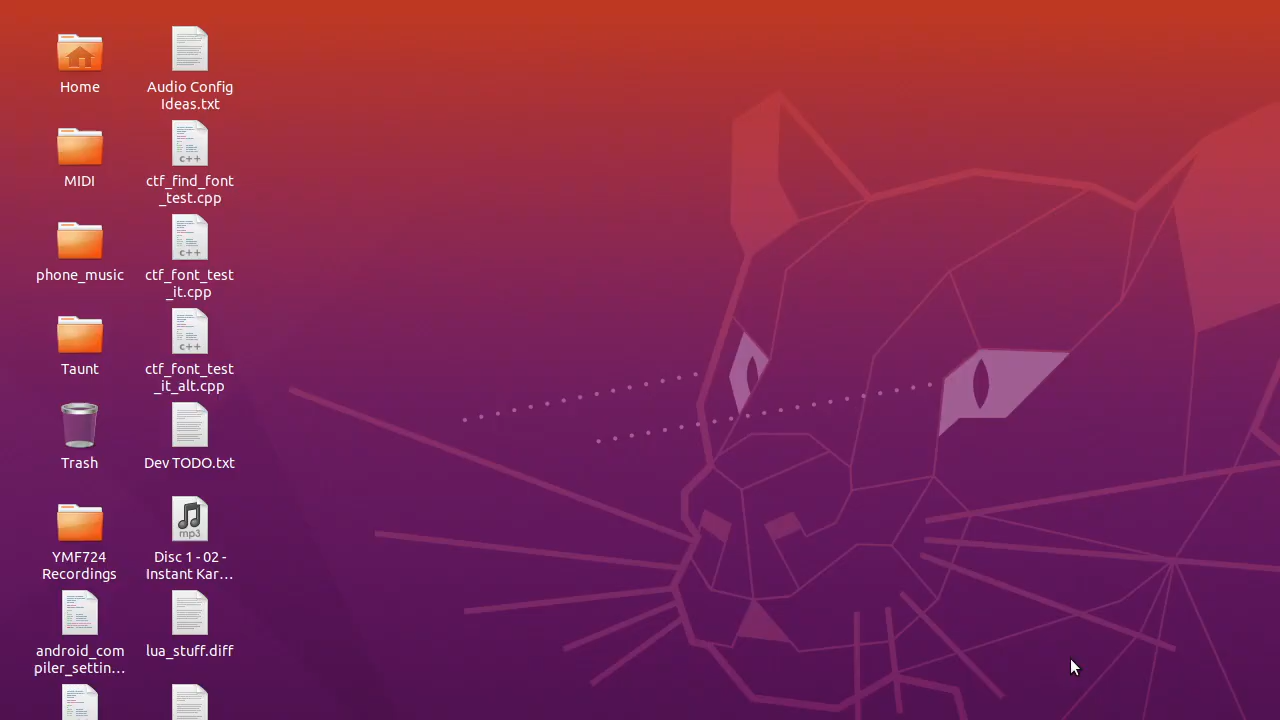 Home
MIDI
phone_music
Taunt
Trash
YMF724
Recordings
android_com
piler_settin…
Audio Config
Ideas.txt
c++
ctf_find_font
_test.cpp
c++
ctf_font_test
_it.cpp
c++
ctf_font_test
_it_alt.cpp
Dev TODO.txt
mp3
Disc 1 - 02 -
Instant Kar…
lua_stuff.diff